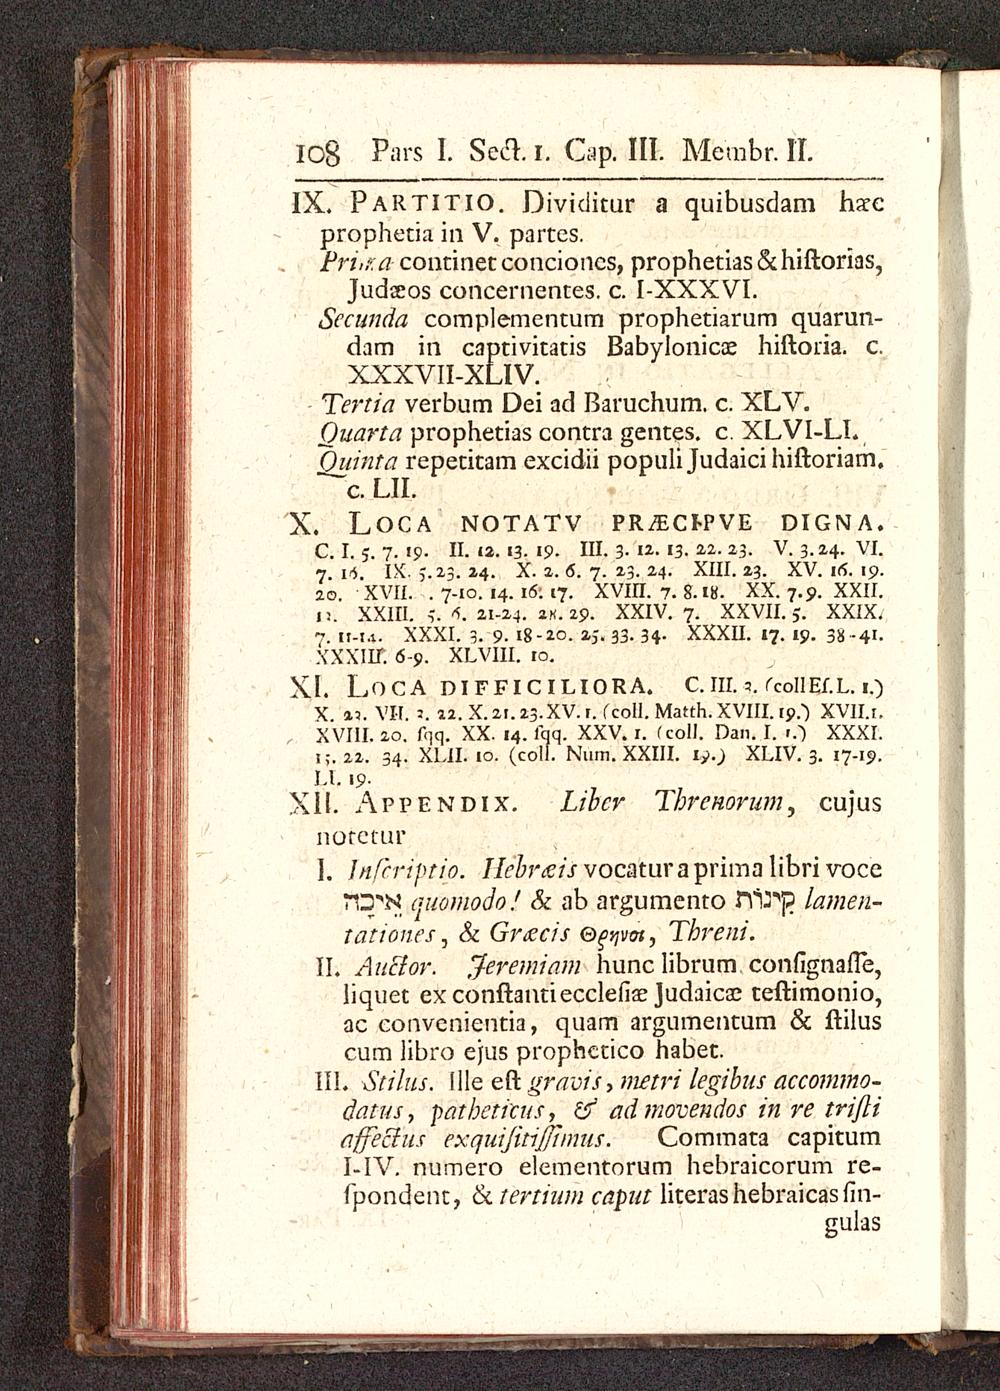 108 Pars I. Sect. 1. Cap. III. Membr. II.
IX. PARTITIO. Dividitur a quibusdam hæc
prophetia in V. partes.
Prima continet conciones, prophetias & hiſtorias,
Judæos concernentes. c. I-XXXVI.
Secunda complementum prophetiarum quarun-
dam in captivitatis Babylonicæ hiſtoria. c.
XXXVII-XLIV.
Tertia verbum Dei ad Baruchum. c. XLV.
Quarta prophetias contra gentes. c. XLVI-LI.
Quinta repetitam excidii populi Judaici hiſtoriam.
c. LII.
X. LOCA NOTATV PRÆCIPVE DIGNA.
C. I. 5. 7. 19. II. 12. 13. 19. III. 3. 12. 13. 22. 23. V. 3. 24. VI.
7. 16. IX. 5. 23. 24. X. 2. 6. 7. 23. 24. XIII. 23. XV. 16. 19.
20. XVII. 7-10. 14. 16. 17. XVIII. 7. 8. 18. XX. 7. 9. XXII.
XXIII. 5. 6. 21-24. 28. 29. XXIV. 7. XXVII. 5. XXIX.
7. 11-14. XXXI. 3. 9. 18-20. 25. 33. 34. XXXII. 17. 19. 38-41.
XXXIII. 6-9. XLVIII. 10.
XI. LOCA DIFFICILIORA. C. III. (coll Eſ. L. 1.)
X. 23. VII. 22. X. 21. 23. XV. 1. (coll. Matth. XVIII. 19.) XVII. 1.
XVIII. 20. ſqq. XX. 14. ſqq. XXV. 1. (coll. Dan. I. 1.) XXXI.
15. 22. 34. XLII. 10. (coll. Num. XXIII. 19.) XLIV. 3. 17-19.
LI. 19.
XII. APPENDIX. Liber Threnorum, cujus
notetur
I. Inſcriptio. Hebræis vocatur a prima libri voce
אֵיכָה quomodo! & ab argumento קִינוֹת lamen-
tationes, & Græcis Θρηνοι, Threni.
II. Auctor. Jeremiam hunc librum conſignaſſe,
liquet ex conſtanti eccleſiæ Judaicæ teſtimonio,
ac convenientia, quam argumentum & ſtilus
cum libro ejus prophetico habet.
III. Stilus. Ille eſt gravis, metri legibus accommo-
datus, patheticus, & ad movendos in re triſti
affectus exquiſitiſſimus. Commata capitum
I-IV. numero elementorum hebraicorum re-
ſpondent, & tertium caput literas hebraicas ſin-
gulas